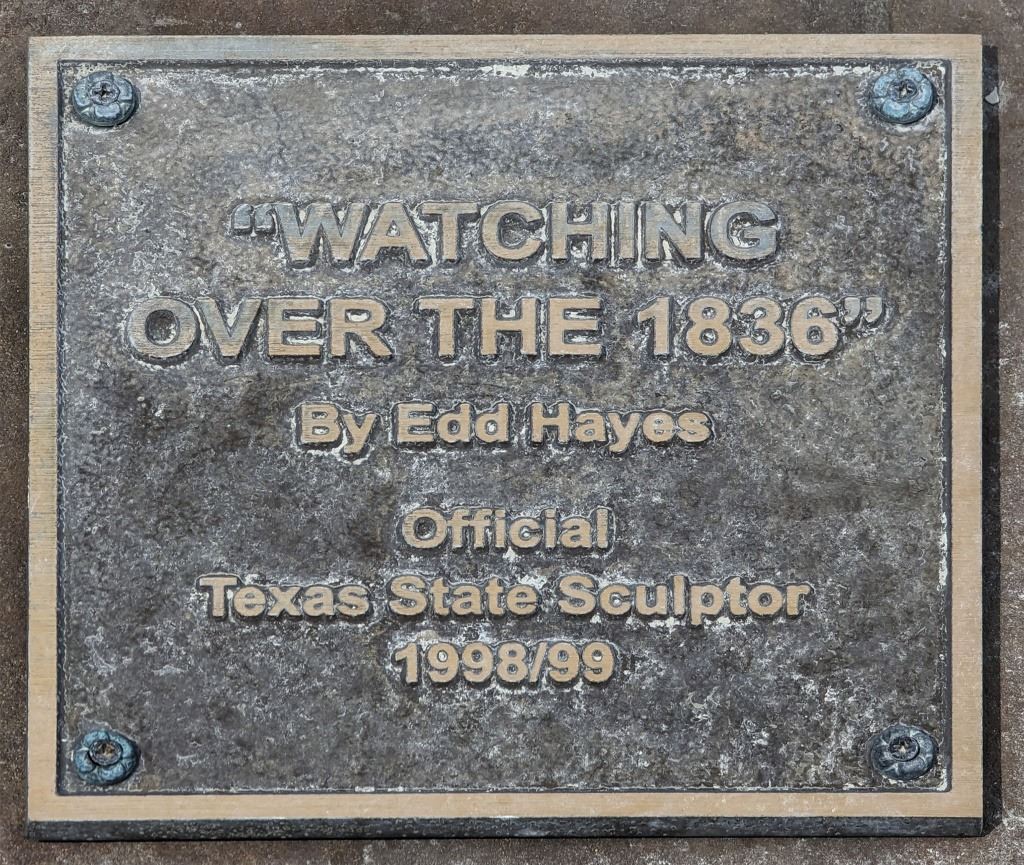 “WATCHING
OVER THE 1836”
By Edd Hayes
Official
Texas State Sculptor
1998/99